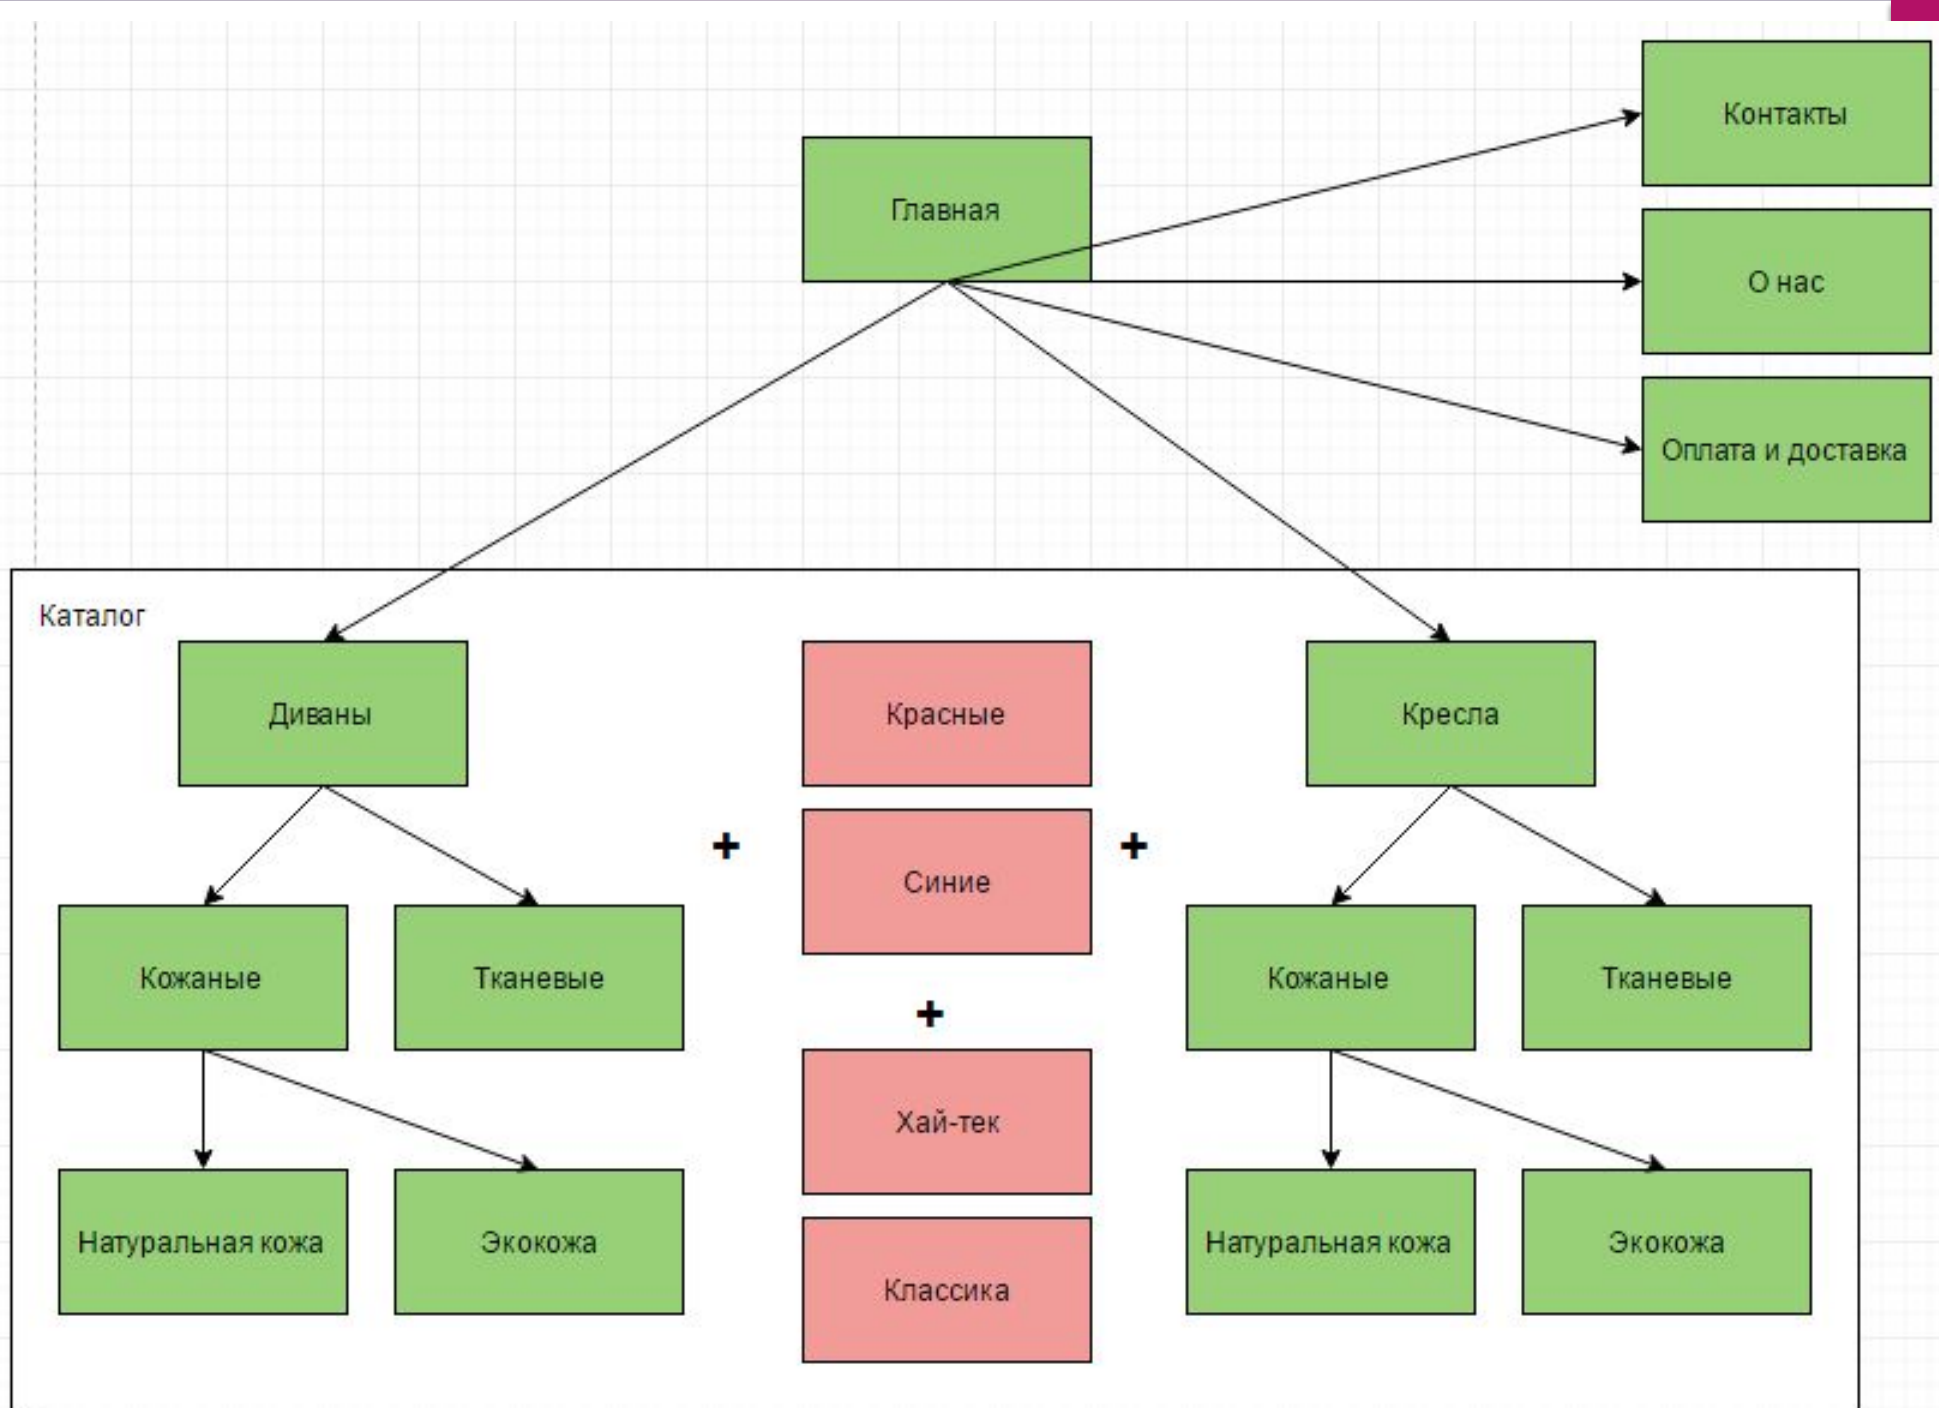 Контакты
Главная
О нас
Оплата и доставка
Каталог
Диваны
Красные
Кресла
+
+
Синие
Кожаные
Тканевые
Кожаные
Тканевые
+
Хай-тек
Натуральная кожа
Экокожа
Натуральная кожа
Экокожа
Классика